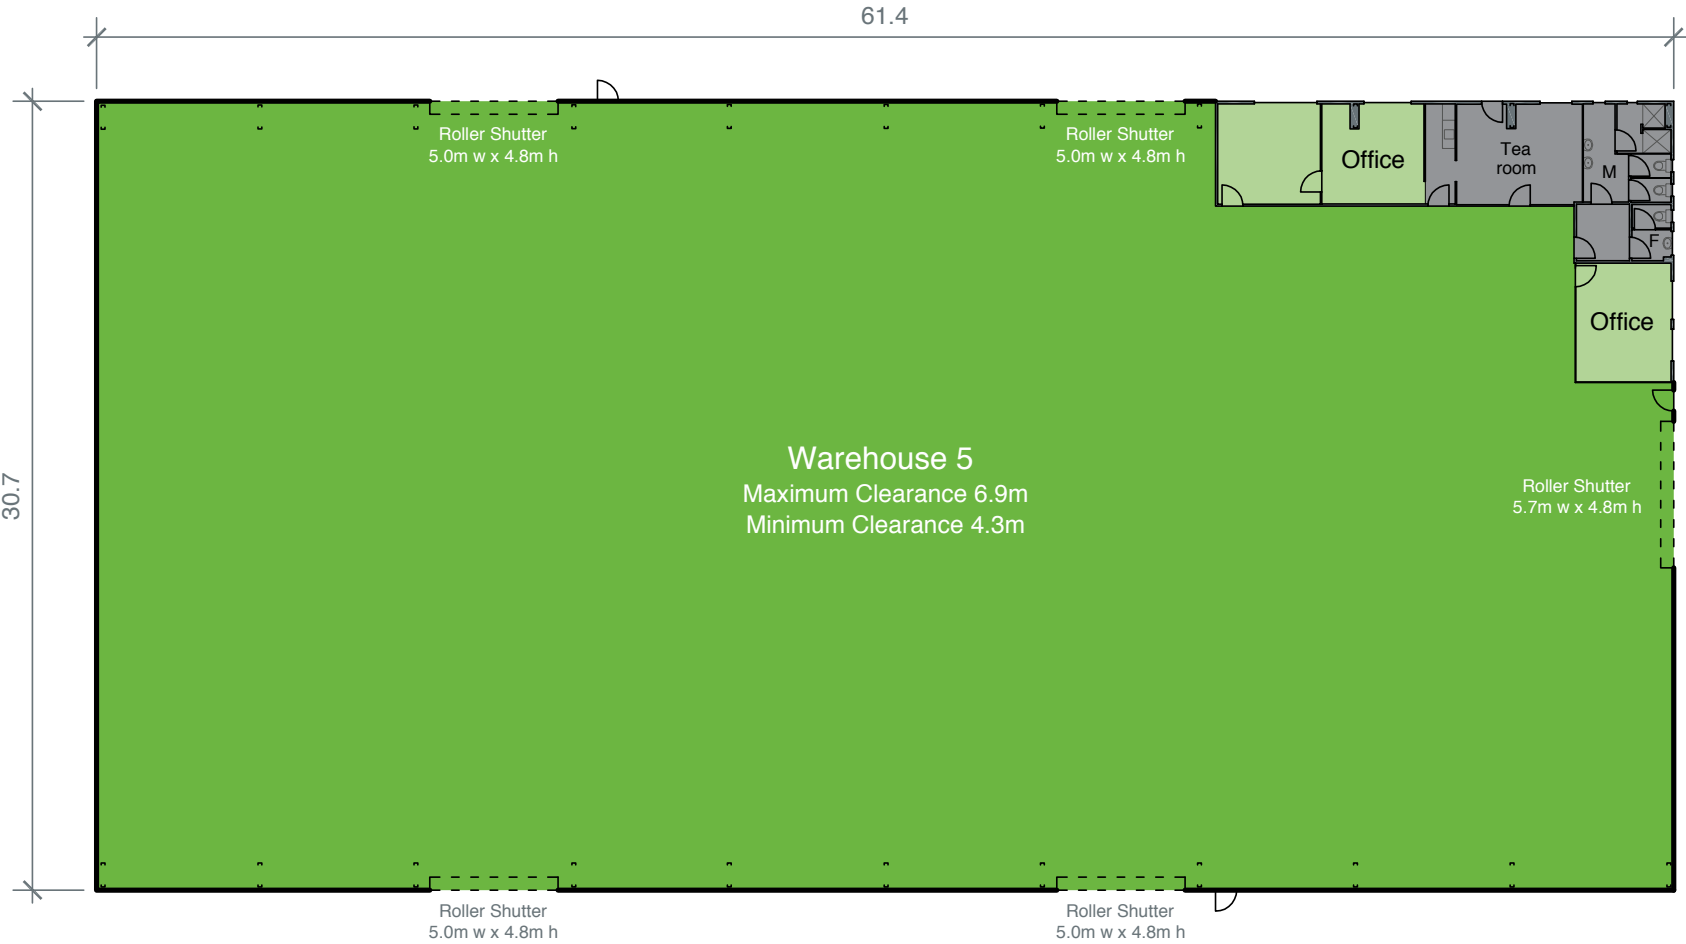 61.4
Roller Shutter
5.0m w x 4.8m h
Roller Shutter
5.0m w x 4.8m h
Office
Tea
room
M
F
Office
30.7
Warehouse 5
Maximum Clearance 6.9m
Minimum Clearance 4.3m
Roller Shutter
5.7m w x 4.8m h
Roller Shutter
5.0m w x 4.8m h
Roller Shutter
5.0m w x 4.8m h